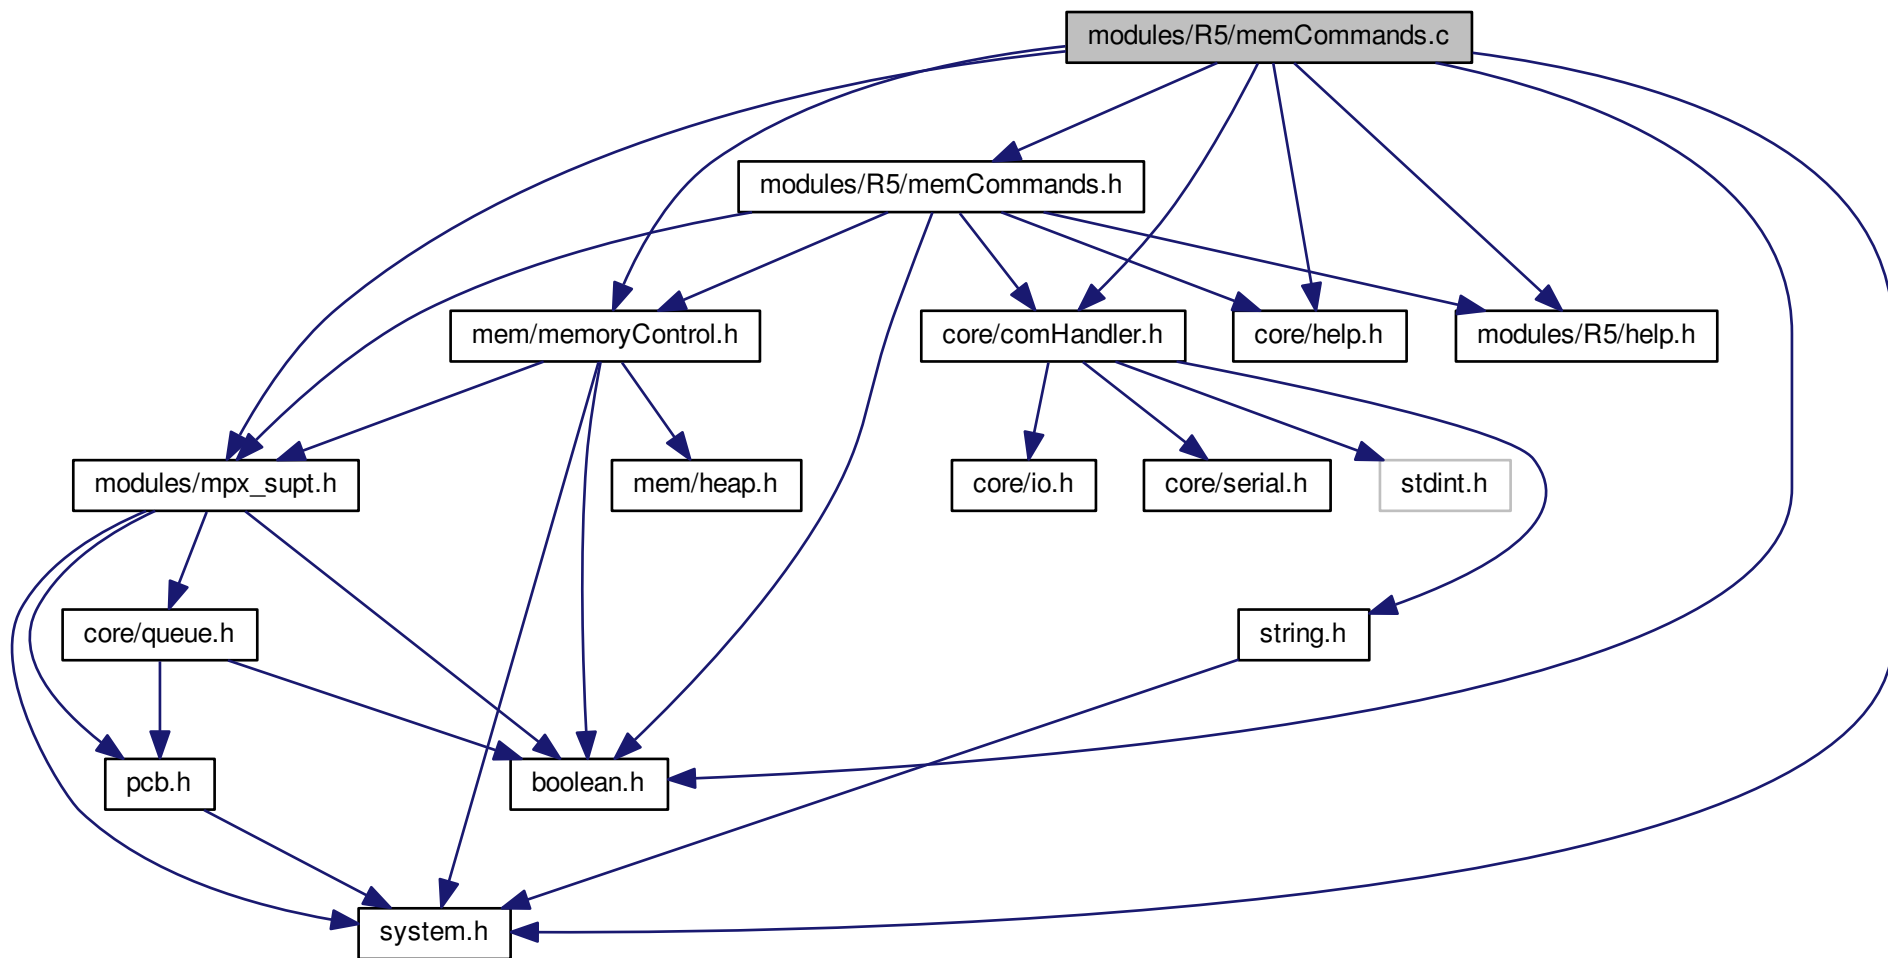 modules/R5/memCommands.c
modules/R5/memCommands.h
mem/memoryControl.h
core/comHandler.h
core/help.h
modules/R5/help.h
modules/mpx_supt.h
mem/heap.h
core/io.h
core/serial.h
stdint.h
core/queue.h
string.h
pcb.h
boolean.h
system.h